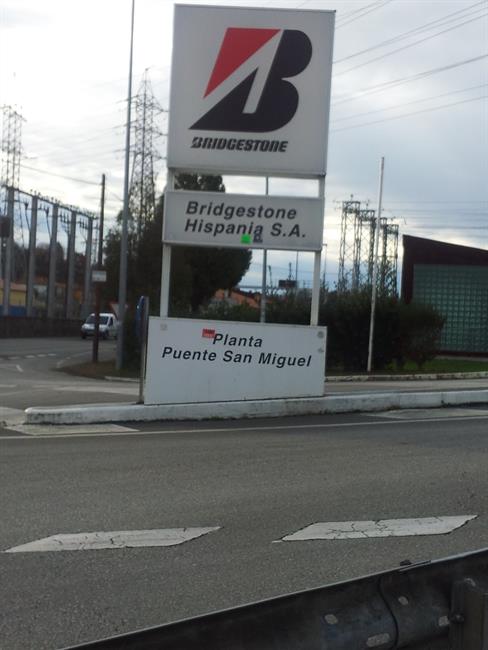 BRIDGESTONE
Bridgestone
Hispania S.A.
Planta
Puente San Miguel